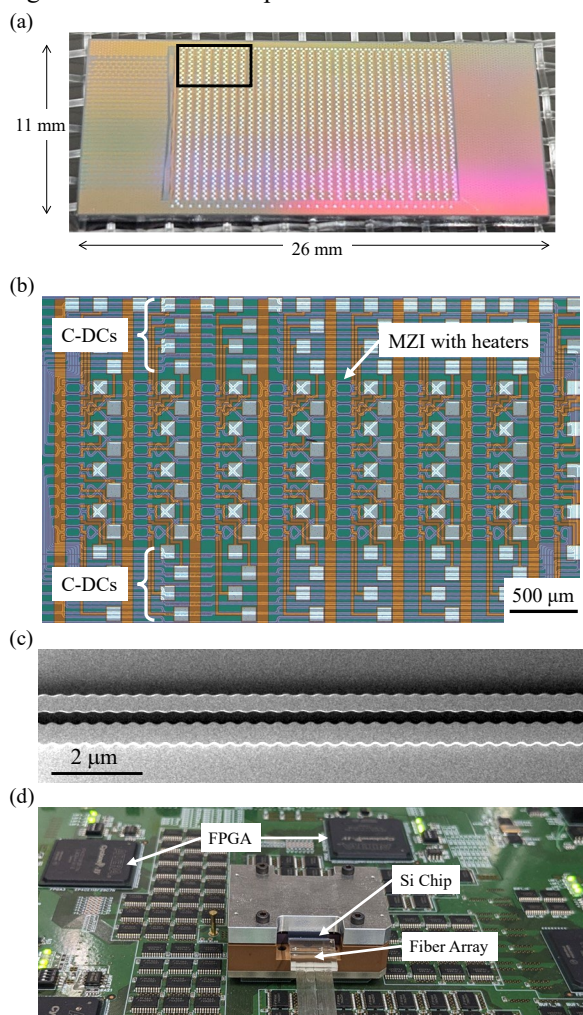 (a)
11 mm
26 mm
(b)
C-DCs
MZI with heaters
C-DCs
500 μm
(c)
2 μm
(d)
FPGA
Si Chip
Fiber Array